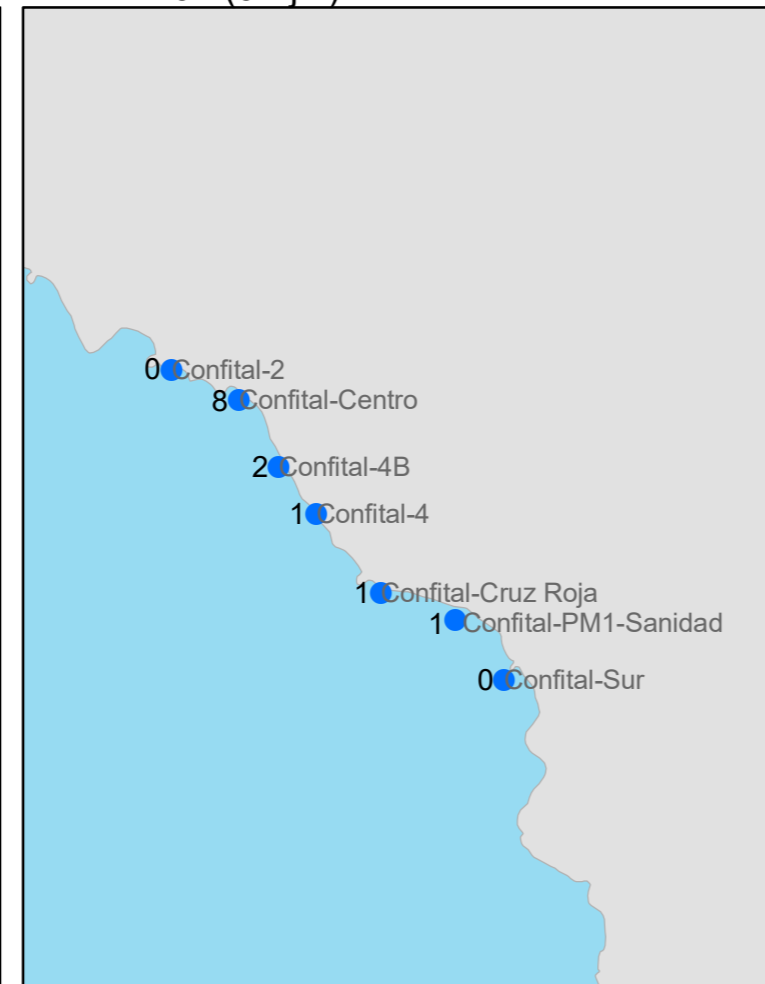 0 Confital-2
8 Confital-Centro
2 Confital-4B
1 Confital-4
1 Confital-Cruz Roja
1 Confital-PM1-Sanidad
0 Confital-Sur